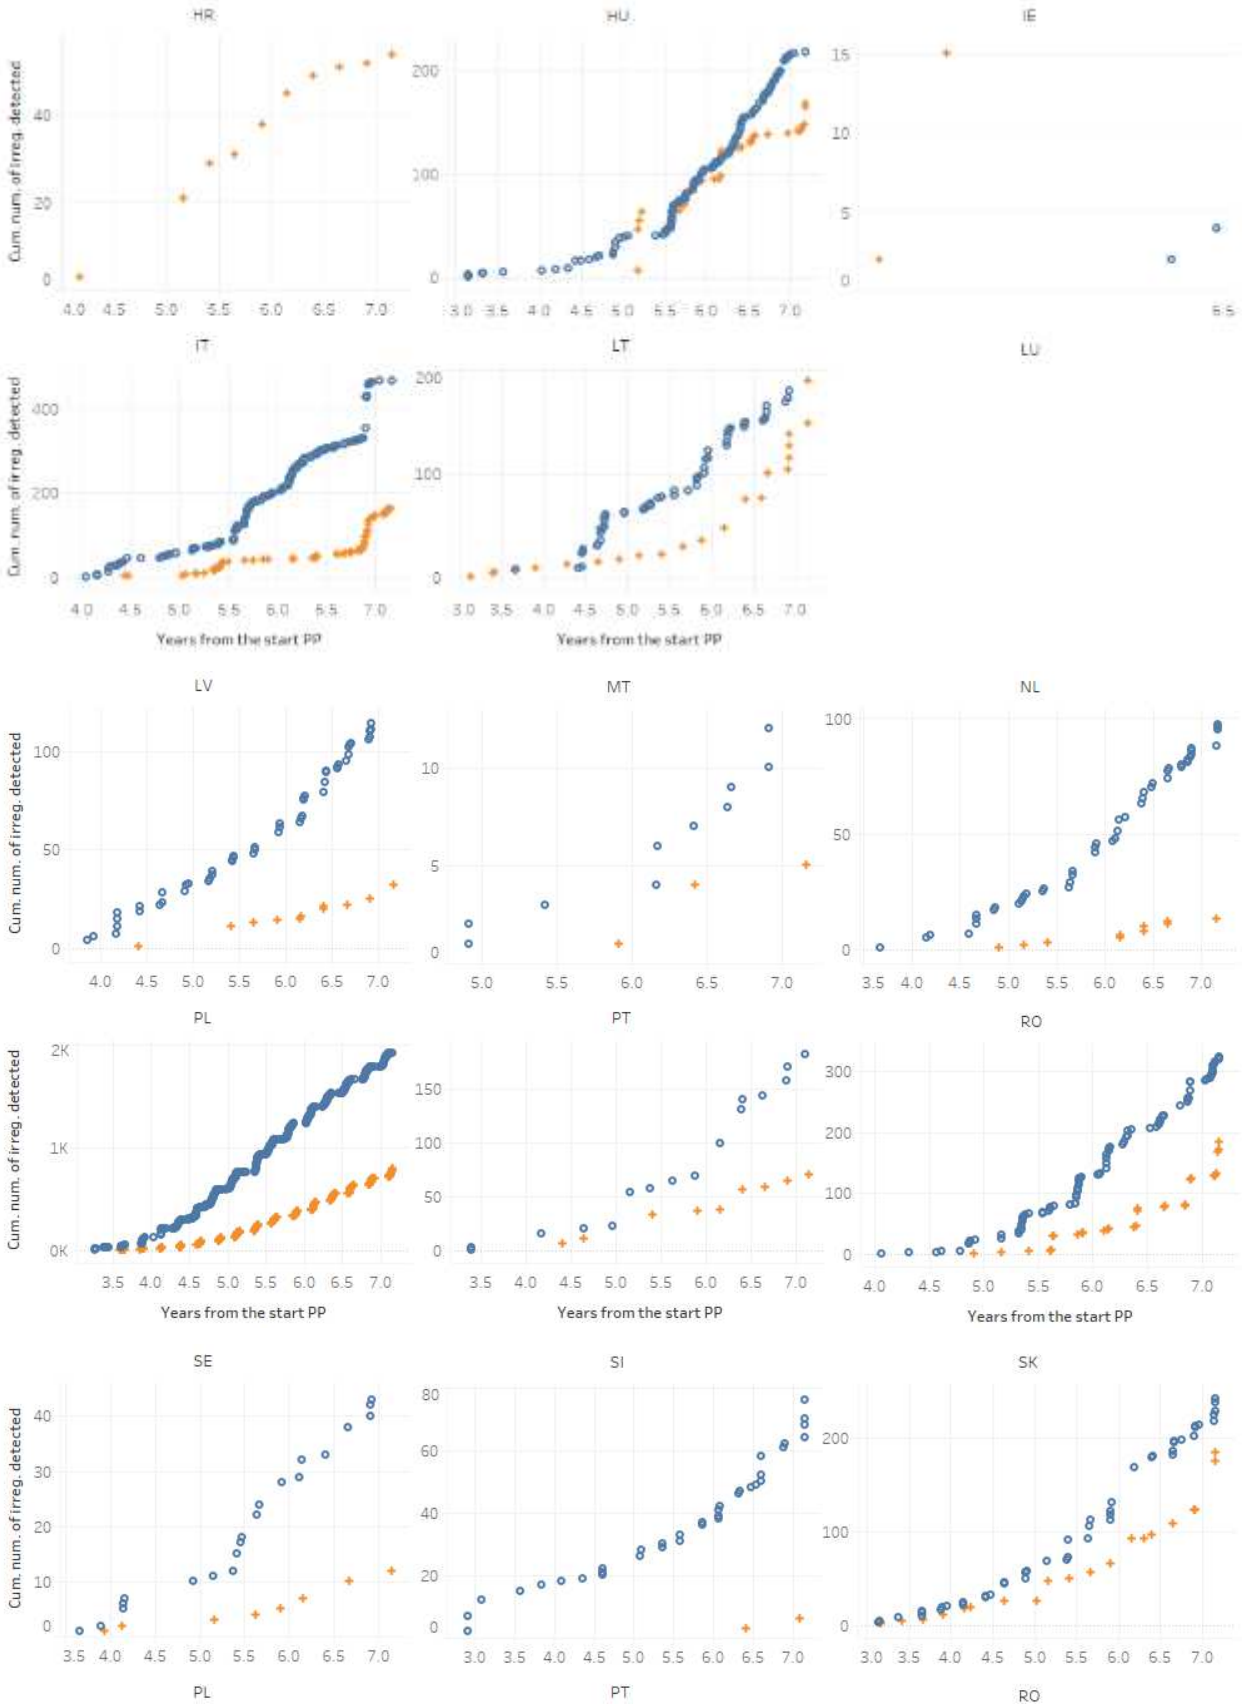 HR HU IE
Cum. num. of irreg. detected
40
20
0
200
100
0
15
10
5
0
4.0 4.5 5.0 5.5 6.0 6.5 7.0
3.0 3.5 4.0 4.5 5.0 5.5 6.0 6.5 7.0
6.5
IT LT LU
Cum. num. of irreg. detected
400
200
0
200
100
0
4.0 4.5 5.0 5.5 6.0 6.5 7.0
3.0 3.5 4.0 4.5 5.0 5.5 6.0 6.5 7.0
Years from the start PP Years from the start PP
LV MT NL
Cum. num. of irreg. detected
100
50
0
10
5
0
100
50
0
4.0 4.5 5.0 5.5 6.0 6.5 7.0
5.0 5.5 6.0 6.5 7.0
3.5 4.0 4.5 5.0 5.5 6.0 6.5 7.0
PL PT RO
Cum. num. of irreg. detected
2K
1K
0K
150
100
50
0
300
200
100
0
3.5 4.0 4.5 5.0 5.5 6.0 6.5 7.0
3.5 4.0 4.5 5.0 5.5 6.0 6.5 7.0
4.0 4.5 5.0 5.5 6.0 6.5 7.0
Years from the start PP Years from the start PP Years from the start PP
SE SI SK
Cum. num. of irreg. detected
40
30
20
10
0
80
60
40
20
0
200
100
0
3.5 4.0 4.5 5.0 5.5 6.0 6.5 7.0
3.0 3.5 4.0 4.5 5.0 5.5 6.0 6.5 7.0
3.0 3.5 4.0 4.5 5.0 5.5 6.0 6.5 7.0
PL PT RO